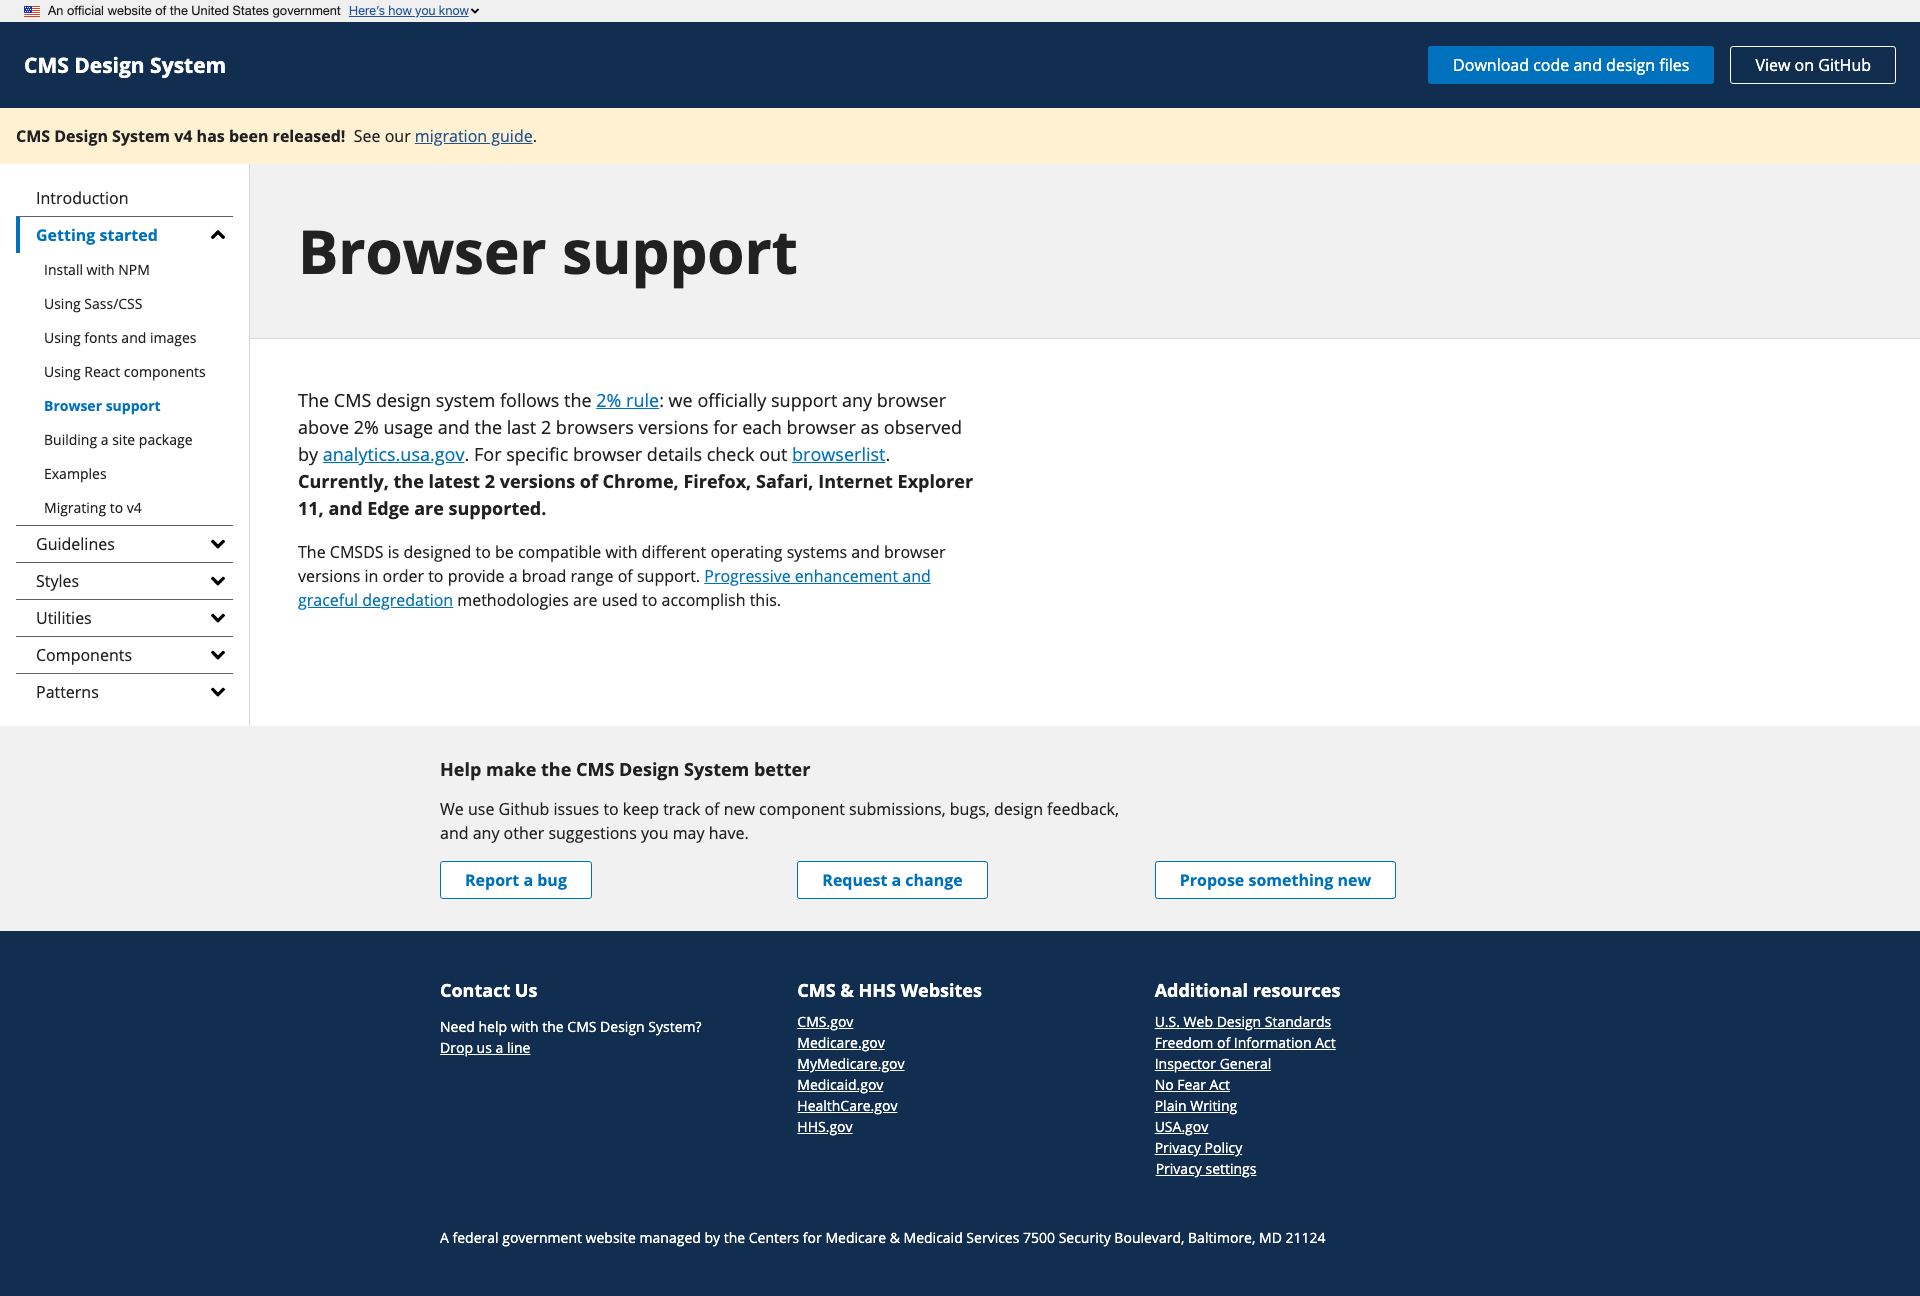 An official website of the United States government Here's how you know
CMS Design System
Download code and design files
View on GitHub
CMS Design System v4 has been released! See our migration guide.
Introduction
Getting started
Install with NPM
Using Sass/CSS
Using fonts and images
Using React components
Browser support
Building a site package
Examples
Migrating to v4
Guidelines
Styles
Utilities
Components
Patterns
Browser support
The CMS design system follows the 2% rule: we officially support any browser
above 2% usage and the last 2 browsers versions for each browser as observed
by analytics.usa.gov. For specific browser details check out browserlist.
Currently, the latest 2 versions of Chrome, Firefox, Safari, Internet Explorer
11, and Edge are supported.
The CMSDS is designed to be compatible with different operating systems and browser
versions in order to provide a broad range of support. Progressive enhancement and
graceful degredation methodologies are used to accomplish this.
Help make the CMS Design System better
We use Github issues to keep track of new component submissions, bugs, design feedback,
and any other suggestions you may have.
Report a bug
Request a change
Propose something new
Contact Us
Need help with the CMS Design System?
Drop us a line
CMS & HHS Websites
CMS.gov
Medicare.gov
MyMedicare.gov
Medicaid.gov
HealthCare.gov
HHS.gov
Additional resources
U.S. Web Design Standards
Freedom of Information Act
Inspector General
No Fear Act
Plain Writing
USA.gov
Privacy Policy
Privacy settings
A federal government website managed by the Centers for Medicare & Medicaid Services 7500 Security Boulevard, Baltimore, MD 21124